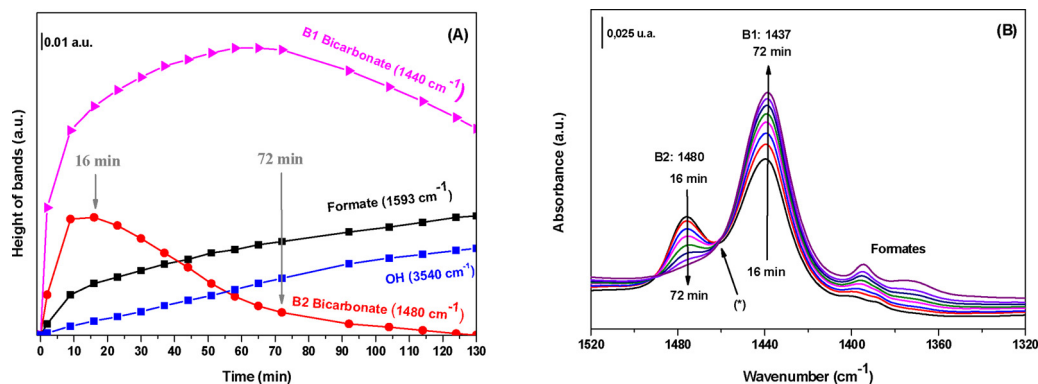 0.01 a.u.
(A)
B1 Bicarbonate (1440 cm-1)
16 min
72 min
Formate (1593 cm-1)
OH (3540 cm-1)
B2 Bicarbonate (1480 cm-1)
Height of bands (a.u.)
0 10 20 30 40 50 60 70 80 90 100 110 120 130
Time (min)
0,025 u.a.
(B)
B1: 1437
72 min
B2: 1480
16 min
Formates
72 min
16 min
(*)
Absorbance (a.u.)
1520 1480 1440 1400 1360 1320
Wavenumber (cm-1)